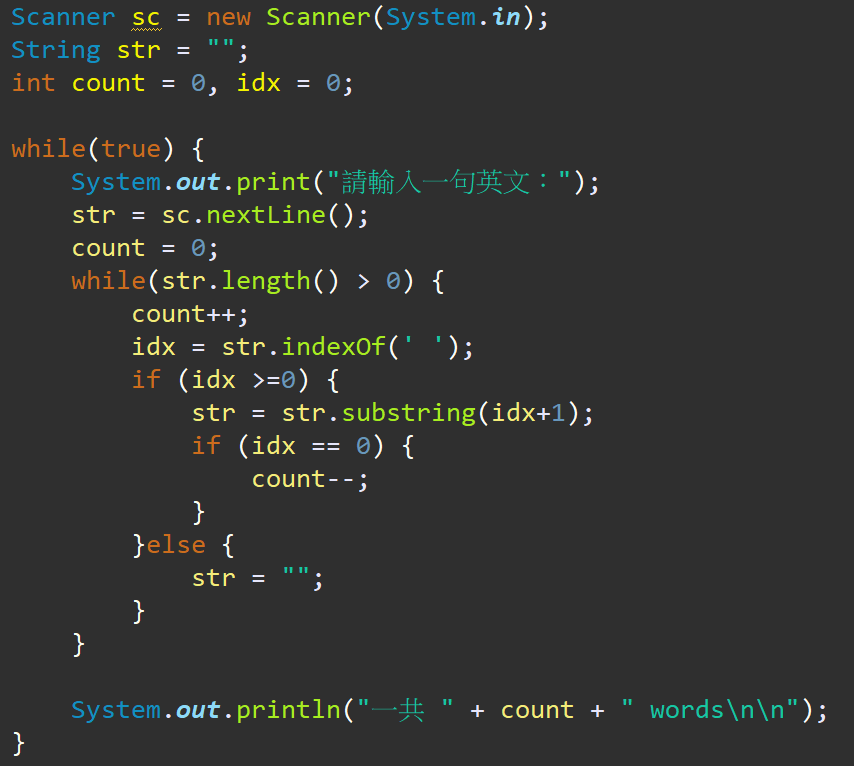 Scanner sc = new Scanner(System.in);
String str = "";
int count = 0, idx = 0;

while(true) {
    System.out.print("請輸入一句英文：");
    str = sc.nextLine();
    count = 0;
    while(str.length() > 0) {
        count++;
        idx = str.indexOf(' ');
        if (idx >=0) {
            str = str.substring(idx+1);
            if (idx == 0) {
                count--;
            }
        }else {
            str = "";
        }
    }

    System.out.println("一共 " + count + " words\n\n");
}